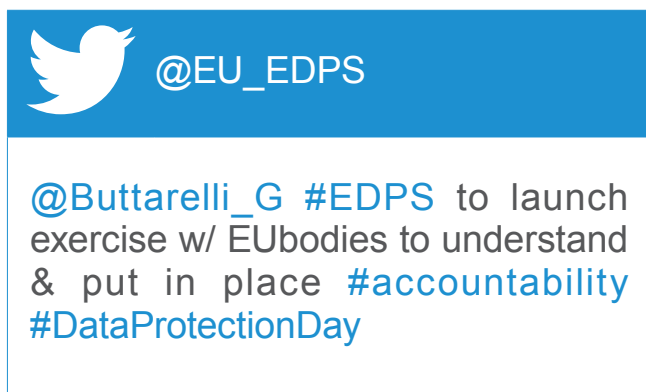 @EU_EDPS
@Buttarelli_G #EDPS to launch
exercise w/ EUbodies to understand
& put in place #accountability
#DataProtectionDay